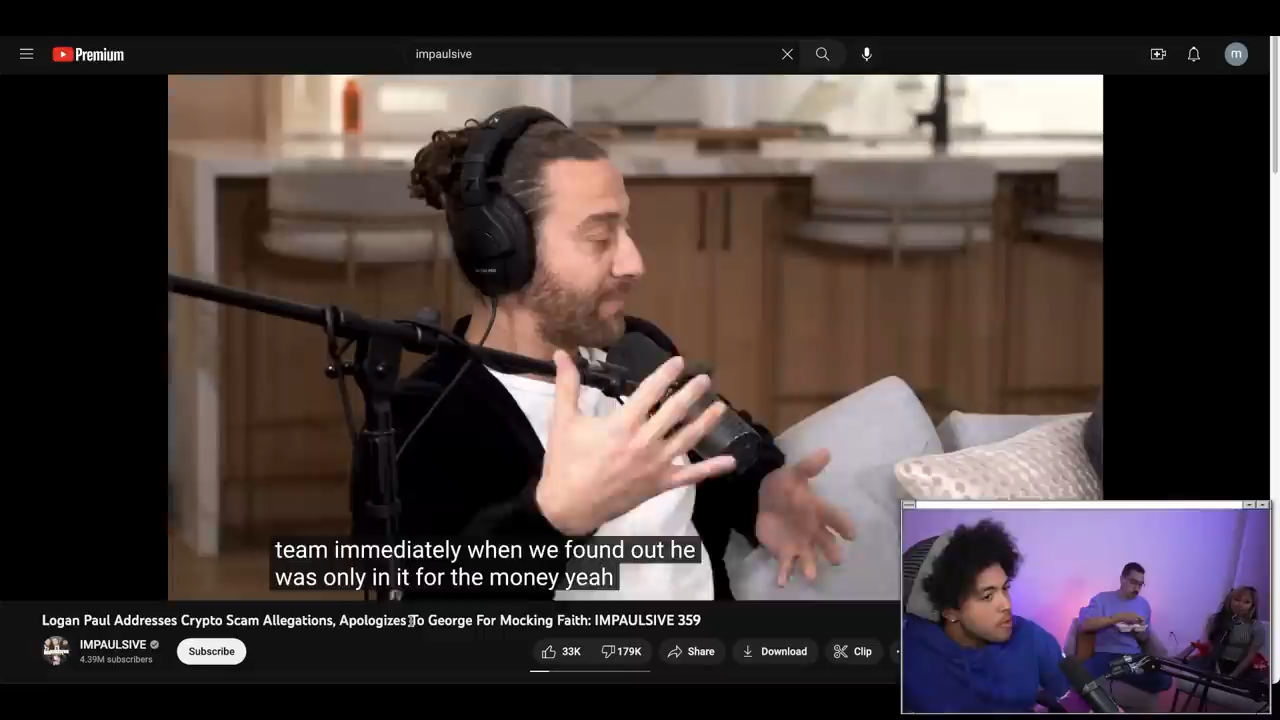 Premium
impaulsive
m
team immediately when we found out he
was only in it for the money yeah
Logan Paul Addresses Crypto Scam Allegations, Apologizes To George For Mocking Faith: IMPAULSIVE 359
IMPAULSIVE
4.39M subscribers
Subscribe
33K
179K
Share
Download
Clip